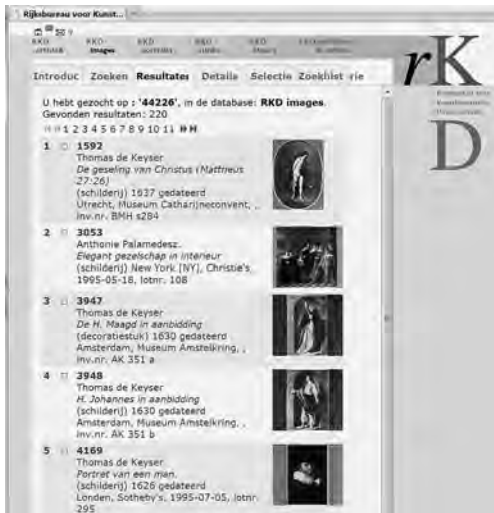 Rijksbureau voor Kunst...
RKD RKD RKD RKD RKD
images
Introduc Zoeken Resultates Details Selectie Zoekhist rie
U hebt gezocht op : '44226', in de database: RKD images.
Gevonden resultaten: 220
1 2 3 4 5 6 7 8 9 10 11
1 1592
Thomas de Keyser
De geseling van Christus (Mattheus
27:26)
(schilderij) 1637 gedateerd
Utrecht, Museum Catharijneconvent, ,
inv.nr. BMH s284
2 3053
Anthonie Palamedesz.
Elegant gezelschap in interieur
(schilderij) New York [NY], Christie's,
1995-05-18, lotnr. 108
3 3947
Thomas de Keyser
De H. Maagd in aanbidding
(decoratiestuk) 1630 gedateerd
Amsterdam, Museum Amstelkring, ,
inv.nr. AK 351 a
4 3948
Thomas de Keyser
H. Johannes in aanbidding
(schilderij) 1630 gedateerd
Amsterdam, Museum Amstelkring, ,
inv.nr. AK 351 b
5 4169
Thomas de Keyser
Portret van een man.
(schilderij) 1626 gedateerd
Londen, Sotheby's, 1995-07-05, lotnr.
295
rK
D